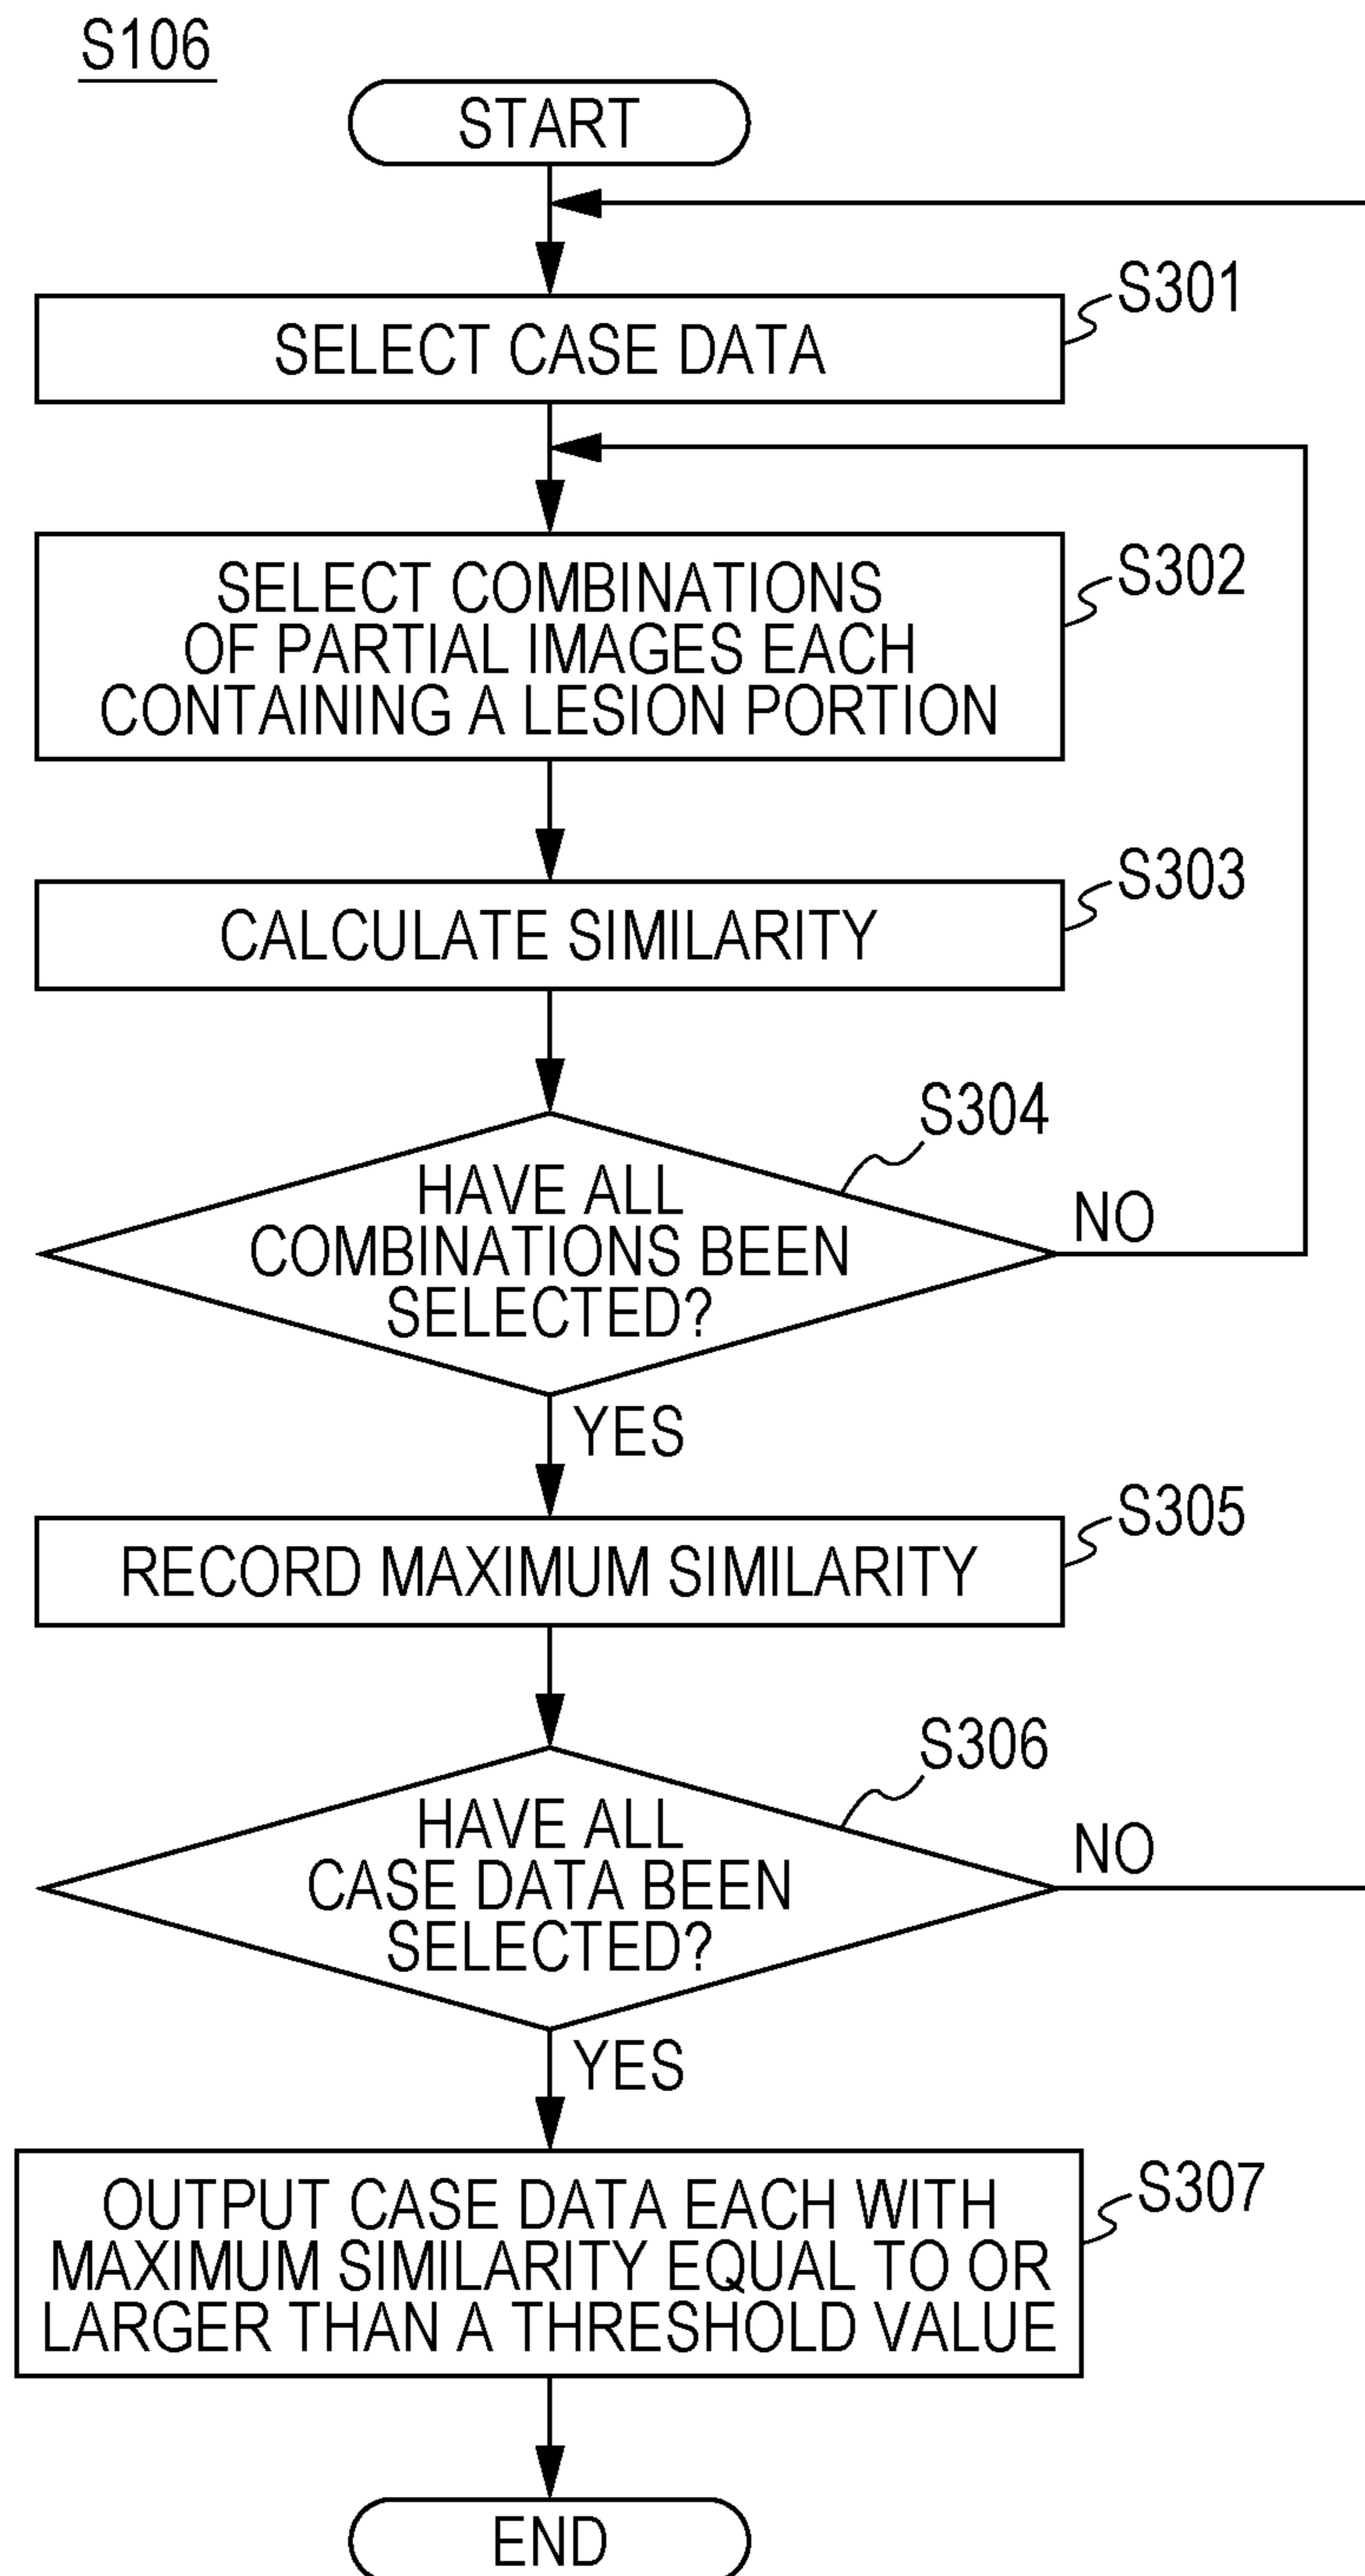 S106
START
S301
SELECT CASE DATA
S302
SELECT COMBINATIONS
OF PARTIAL IMAGES EACH
CONTAINING A LESION PORTION
S303
CALCULATE SIMILARITY
S304
HAVE ALL
COMBINATIONS BEEN
SELECTED?
NO
YES
S305
RECORD MAXIMUM SIMILARITY
S306
HAVE ALL
CASE DATA BEEN
SELECTED?
NO
YES
S307
OUTPUT CASE DATA EACH WITH
MAXIMUM SIMILARITY EQUAL TO OR
LARGER THAN A THRESHOLD VALUE
END